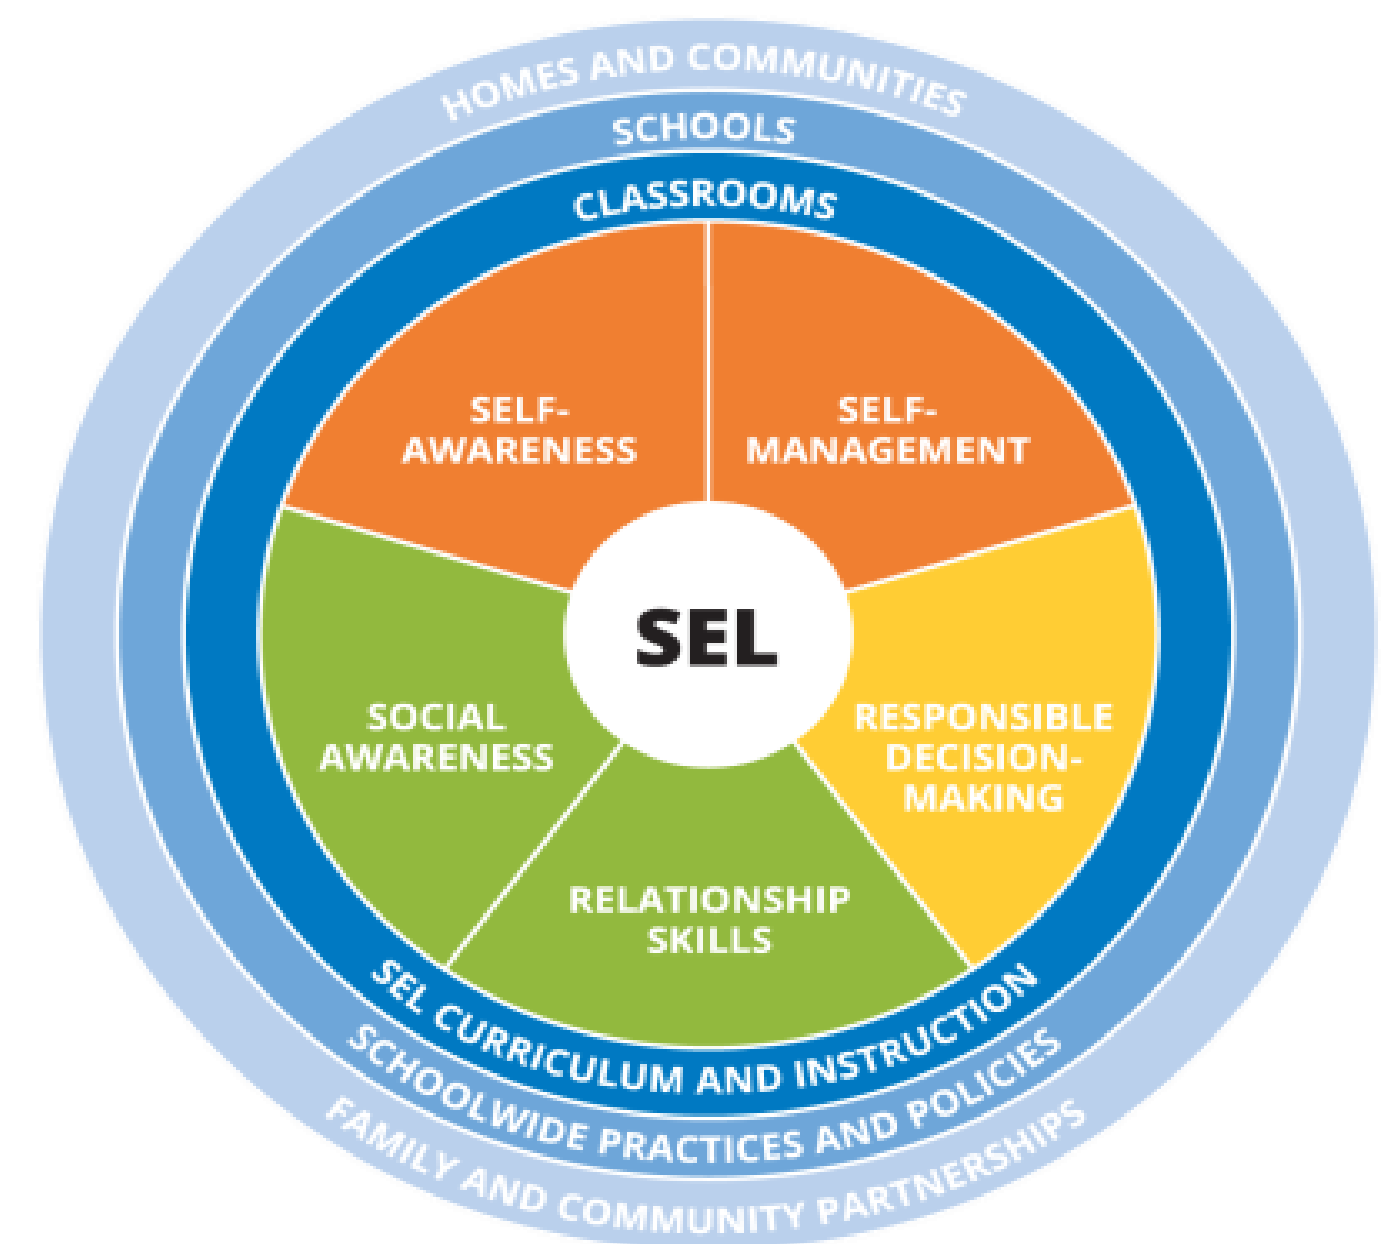 HOMES AND COMMUNITIES
SCHOOLS
CLASSROOMS
SELF-
AWARENESS
SELF-
MANAGEMENT
SEL
SOCIAL
AWARENESS
RESPONSIBLE
DECISION-
MAKING
RELATIONSHIP
SKILLS
SEL CURRICULUM AND INSTRUCTION
SCHOOLWIDE PRACTICES AND POLICIES
FAMILY AND COMMUNITY PARTNERSHIPS